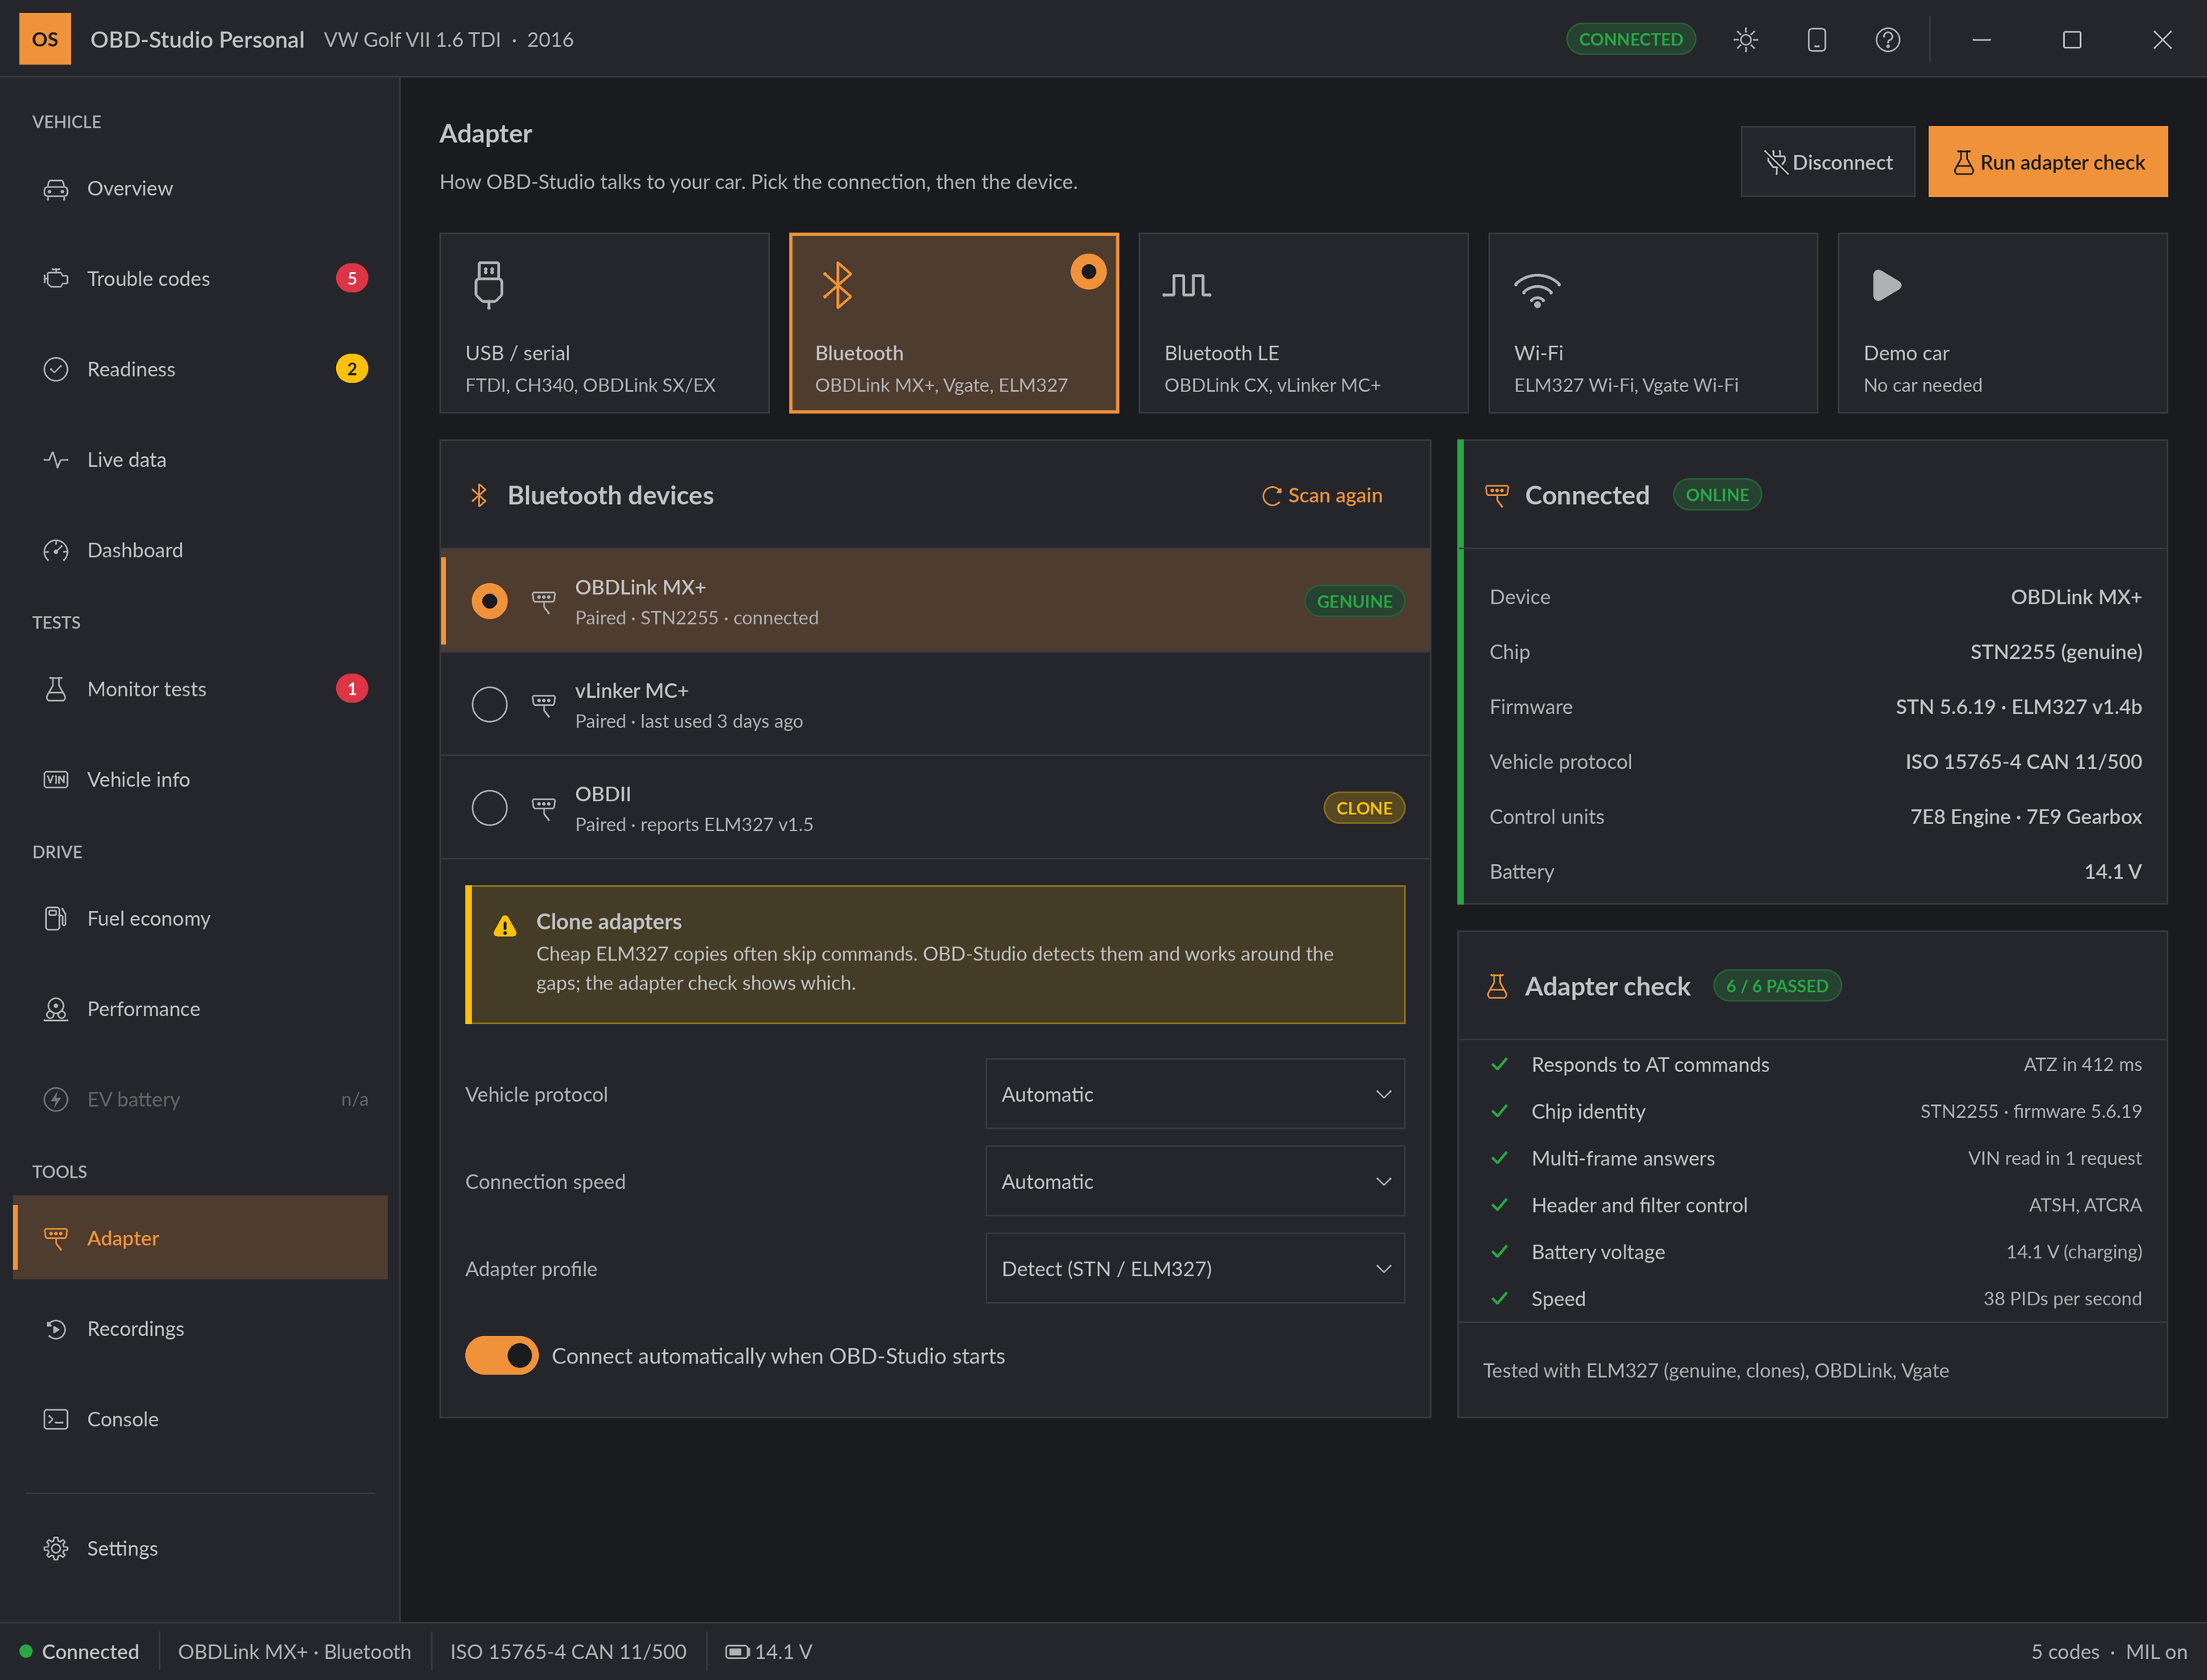 OS OBD-Studio Personal VW Golf VII 1.6 TDI · 2016 CONNECTED
VEHICLE
Overview
Trouble codes 5
Readiness 2
Live data
Dashboard
TESTS
Monitor tests 1
VIN Vehicle info
DRIVE
Fuel economy
Performance
EV battery n/a
TOOLS
Adapter
Recordings
Console
Settings
Adapter
How OBD-Studio talks to your car. Pick the connection, then the device.
Disconnect
Run adapter check
USB / serial
FTDI, CH340, OBDLink SX/EX
Bluetooth
OBDLink MX+, Vgate, ELM327
Bluetooth LE
OBDLink CX, vLinker MC+
Wi-Fi
ELM327 Wi-Fi, Vgate Wi-Fi
Demo car
No car needed
Bluetooth devices Scan again
OBDLink MX+
Paired · STN2255 · connected
GENUINE
vLinker MC+
Paired · last used 3 days ago
OBDII
Paired · reports ELM327 v1.5
CLONE
Clone adapters
Cheap ELM327 copies often skip commands. OBD-Studio detects them and works around the
gaps; the adapter check shows which.
Vehicle protocol Automatic
Connection speed Automatic
Adapter profile Detect (STN / ELM327)
Connect automatically when OBD-Studio starts
Connected ONLINE
Device OBDLink MX+
Chip STN2255 (genuine)
Firmware STN 5.6.19 · ELM327 v1.4b
Vehicle protocol ISO 15765-4 CAN 11/500
Control units 7E8 Engine · 7E9 Gearbox
Battery 14.1 V
Adapter check 6 / 6 PASSED
Responds to AT commands ATZ in 412 ms
Chip identity STN2255 · firmware 5.6.19
Multi-frame answers VIN read in 1 request
Header and filter control ATSH, ATCRA
Battery voltage 14.1 V (charging)
Speed 38 PIDs per second
Tested with ELM327 (genuine, clones), OBDLink, Vgate
Connected OBDLink MX+ · Bluetooth ISO 15765-4 CAN 11/500 14.1 V 5 codes · MIL on